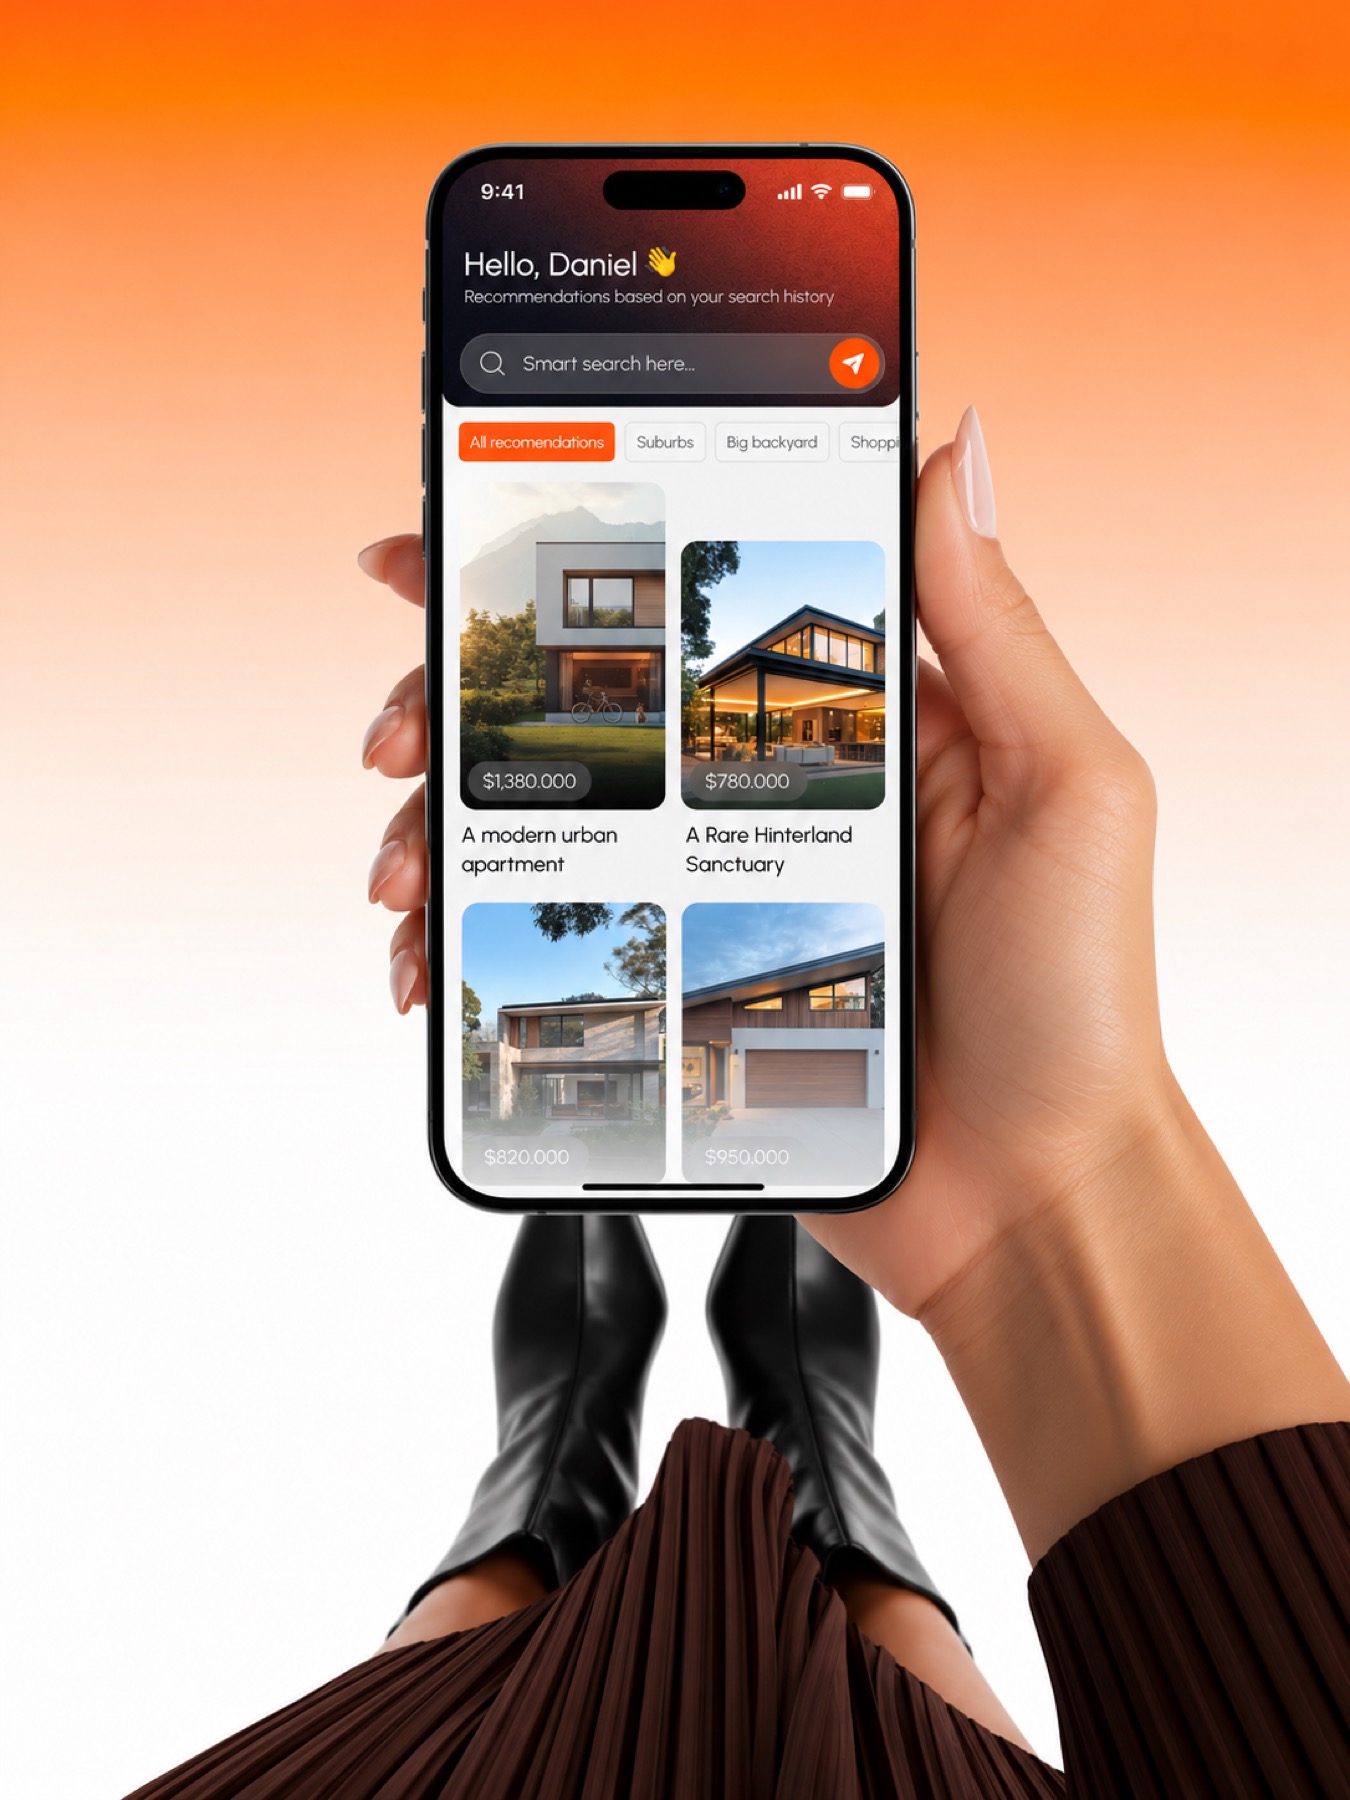 9:41
Hello, Daniel 👋
Recommendations based on your search history
Smart search here...
All recomendations
Suburbs
Big backyard
Shoppi
$1,380.000
$780.000
A modern urban
apartment
A Rare Hinterland
Sanctuary
$820.000
$950.000